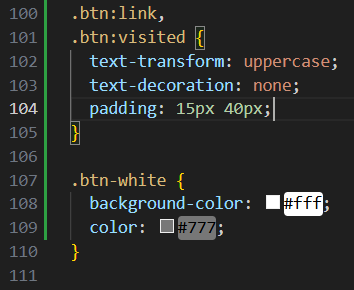 100 .btn:link,
101 .btn:visited {
102 text-transform: uppercase;
103 text-decoration: none;
104 padding: 15px 40px;
105 }
106
107 .btn-white {
108 background-color: #fff;
109 color: #777;
110 }
111